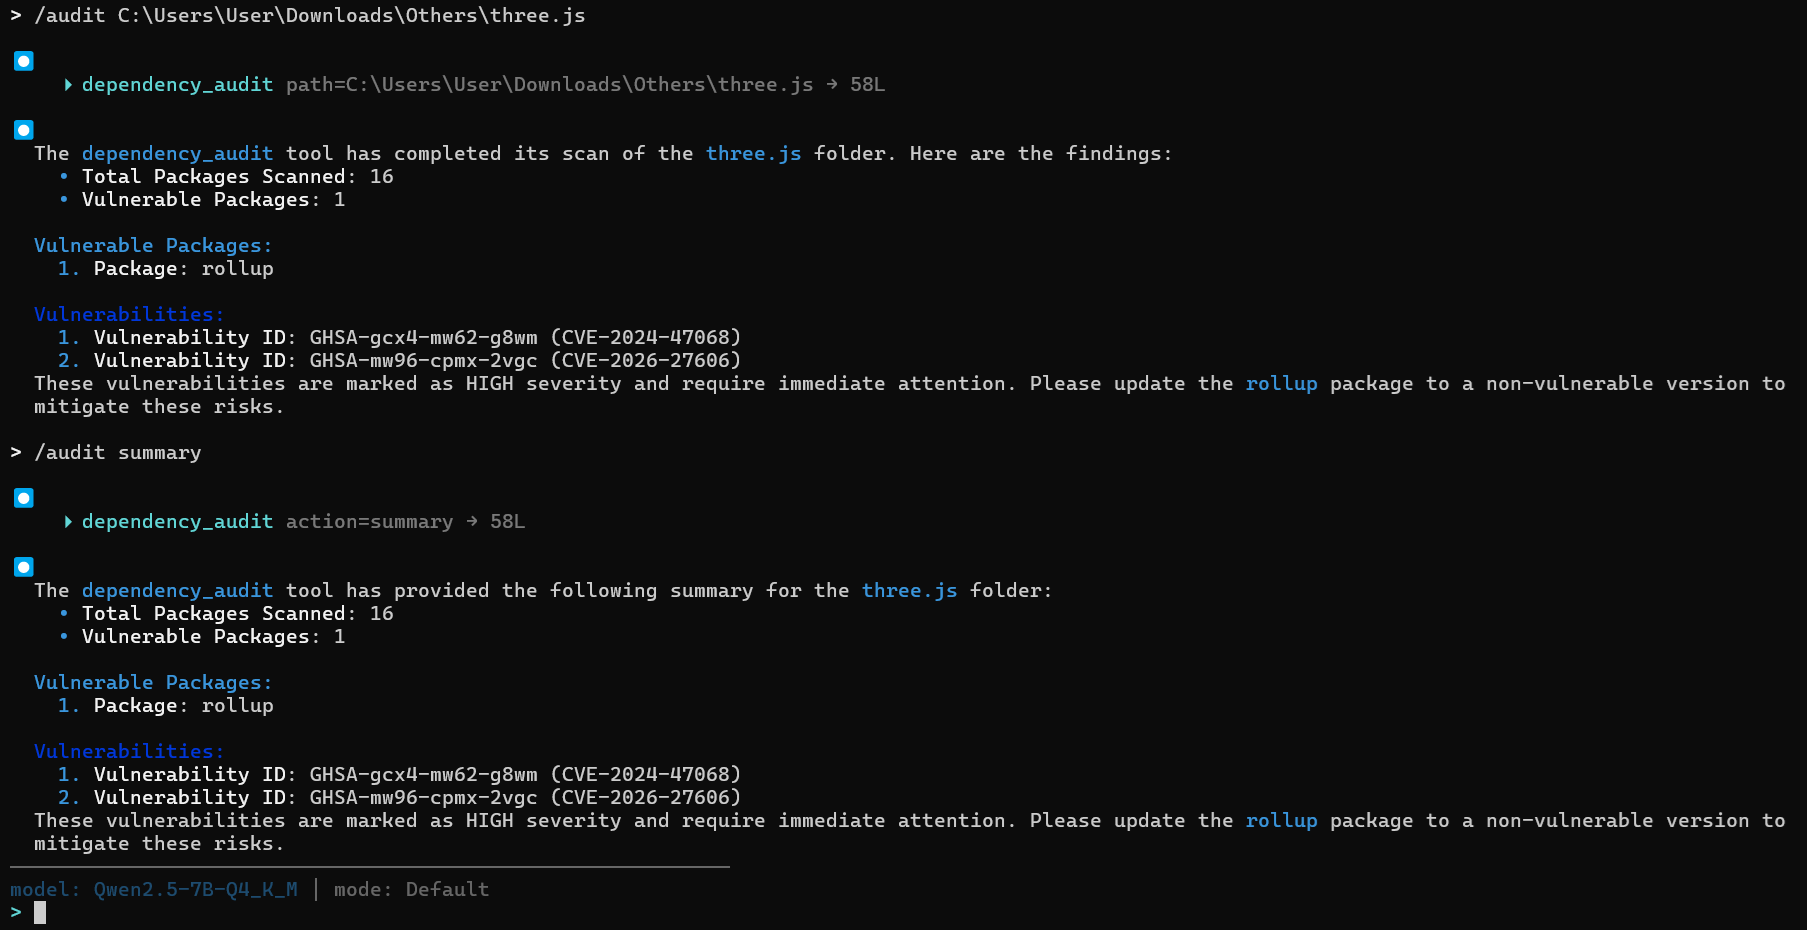 > /audit C:\Users\User\Downloads\Others\three.js
dependency_audit path=C:\Users\User\Downloads\Others\three.js → 58L
The dependency_audit tool has completed its scan of the three.js folder. Here are the findings:
• Total Packages Scanned: 16
• Vulnerable Packages: 1
Vulnerable Packages:
1. Package: rollup
Vulnerabilities:
1. Vulnerability ID: GHSA-gcx4-mw62-g8wm (CVE-2024-47068)
2. Vulnerability ID: GHSA-mw96-cpmx-2vgc (CVE-2026-27606)
These vulnerabilities are marked as HIGH severity and require immediate attention. Please update the rollup package to a non-vulnerable version to
mitigate these risks.
> /audit summary
dependency_audit action=summary → 58L
The dependency_audit tool has provided the following summary for the three.js folder:
• Total Packages Scanned: 16
• Vulnerable Packages: 1
Vulnerable Packages:
1. Package: rollup
Vulnerabilities:
1. Vulnerability ID: GHSA-gcx4-mw62-g8wm (CVE-2024-47068)
2. Vulnerability ID: GHSA-mw96-cpmx-2vgc (CVE-2026-27606)
These vulnerabilities are marked as HIGH severity and require immediate attention. Please update the rollup package to a non-vulnerable version to
mitigate these risks.
model: Qwen2.5-7B-Q4_K_M │ mode: Default
>